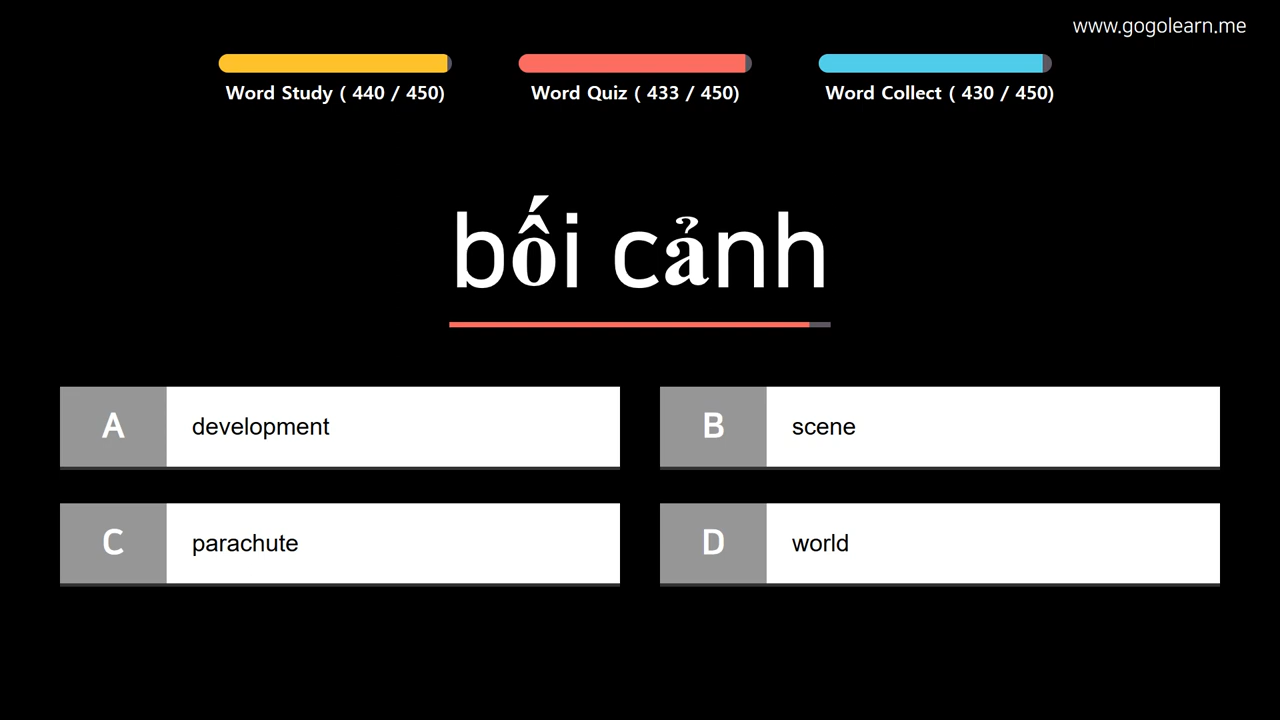 www.gogolearn.me
Word Study ( 440 / 450)
Word Quiz ( 433 / 450)
Word Collect ( 430 / 450)
bối cảnh
A development
B scene
C parachute
D world